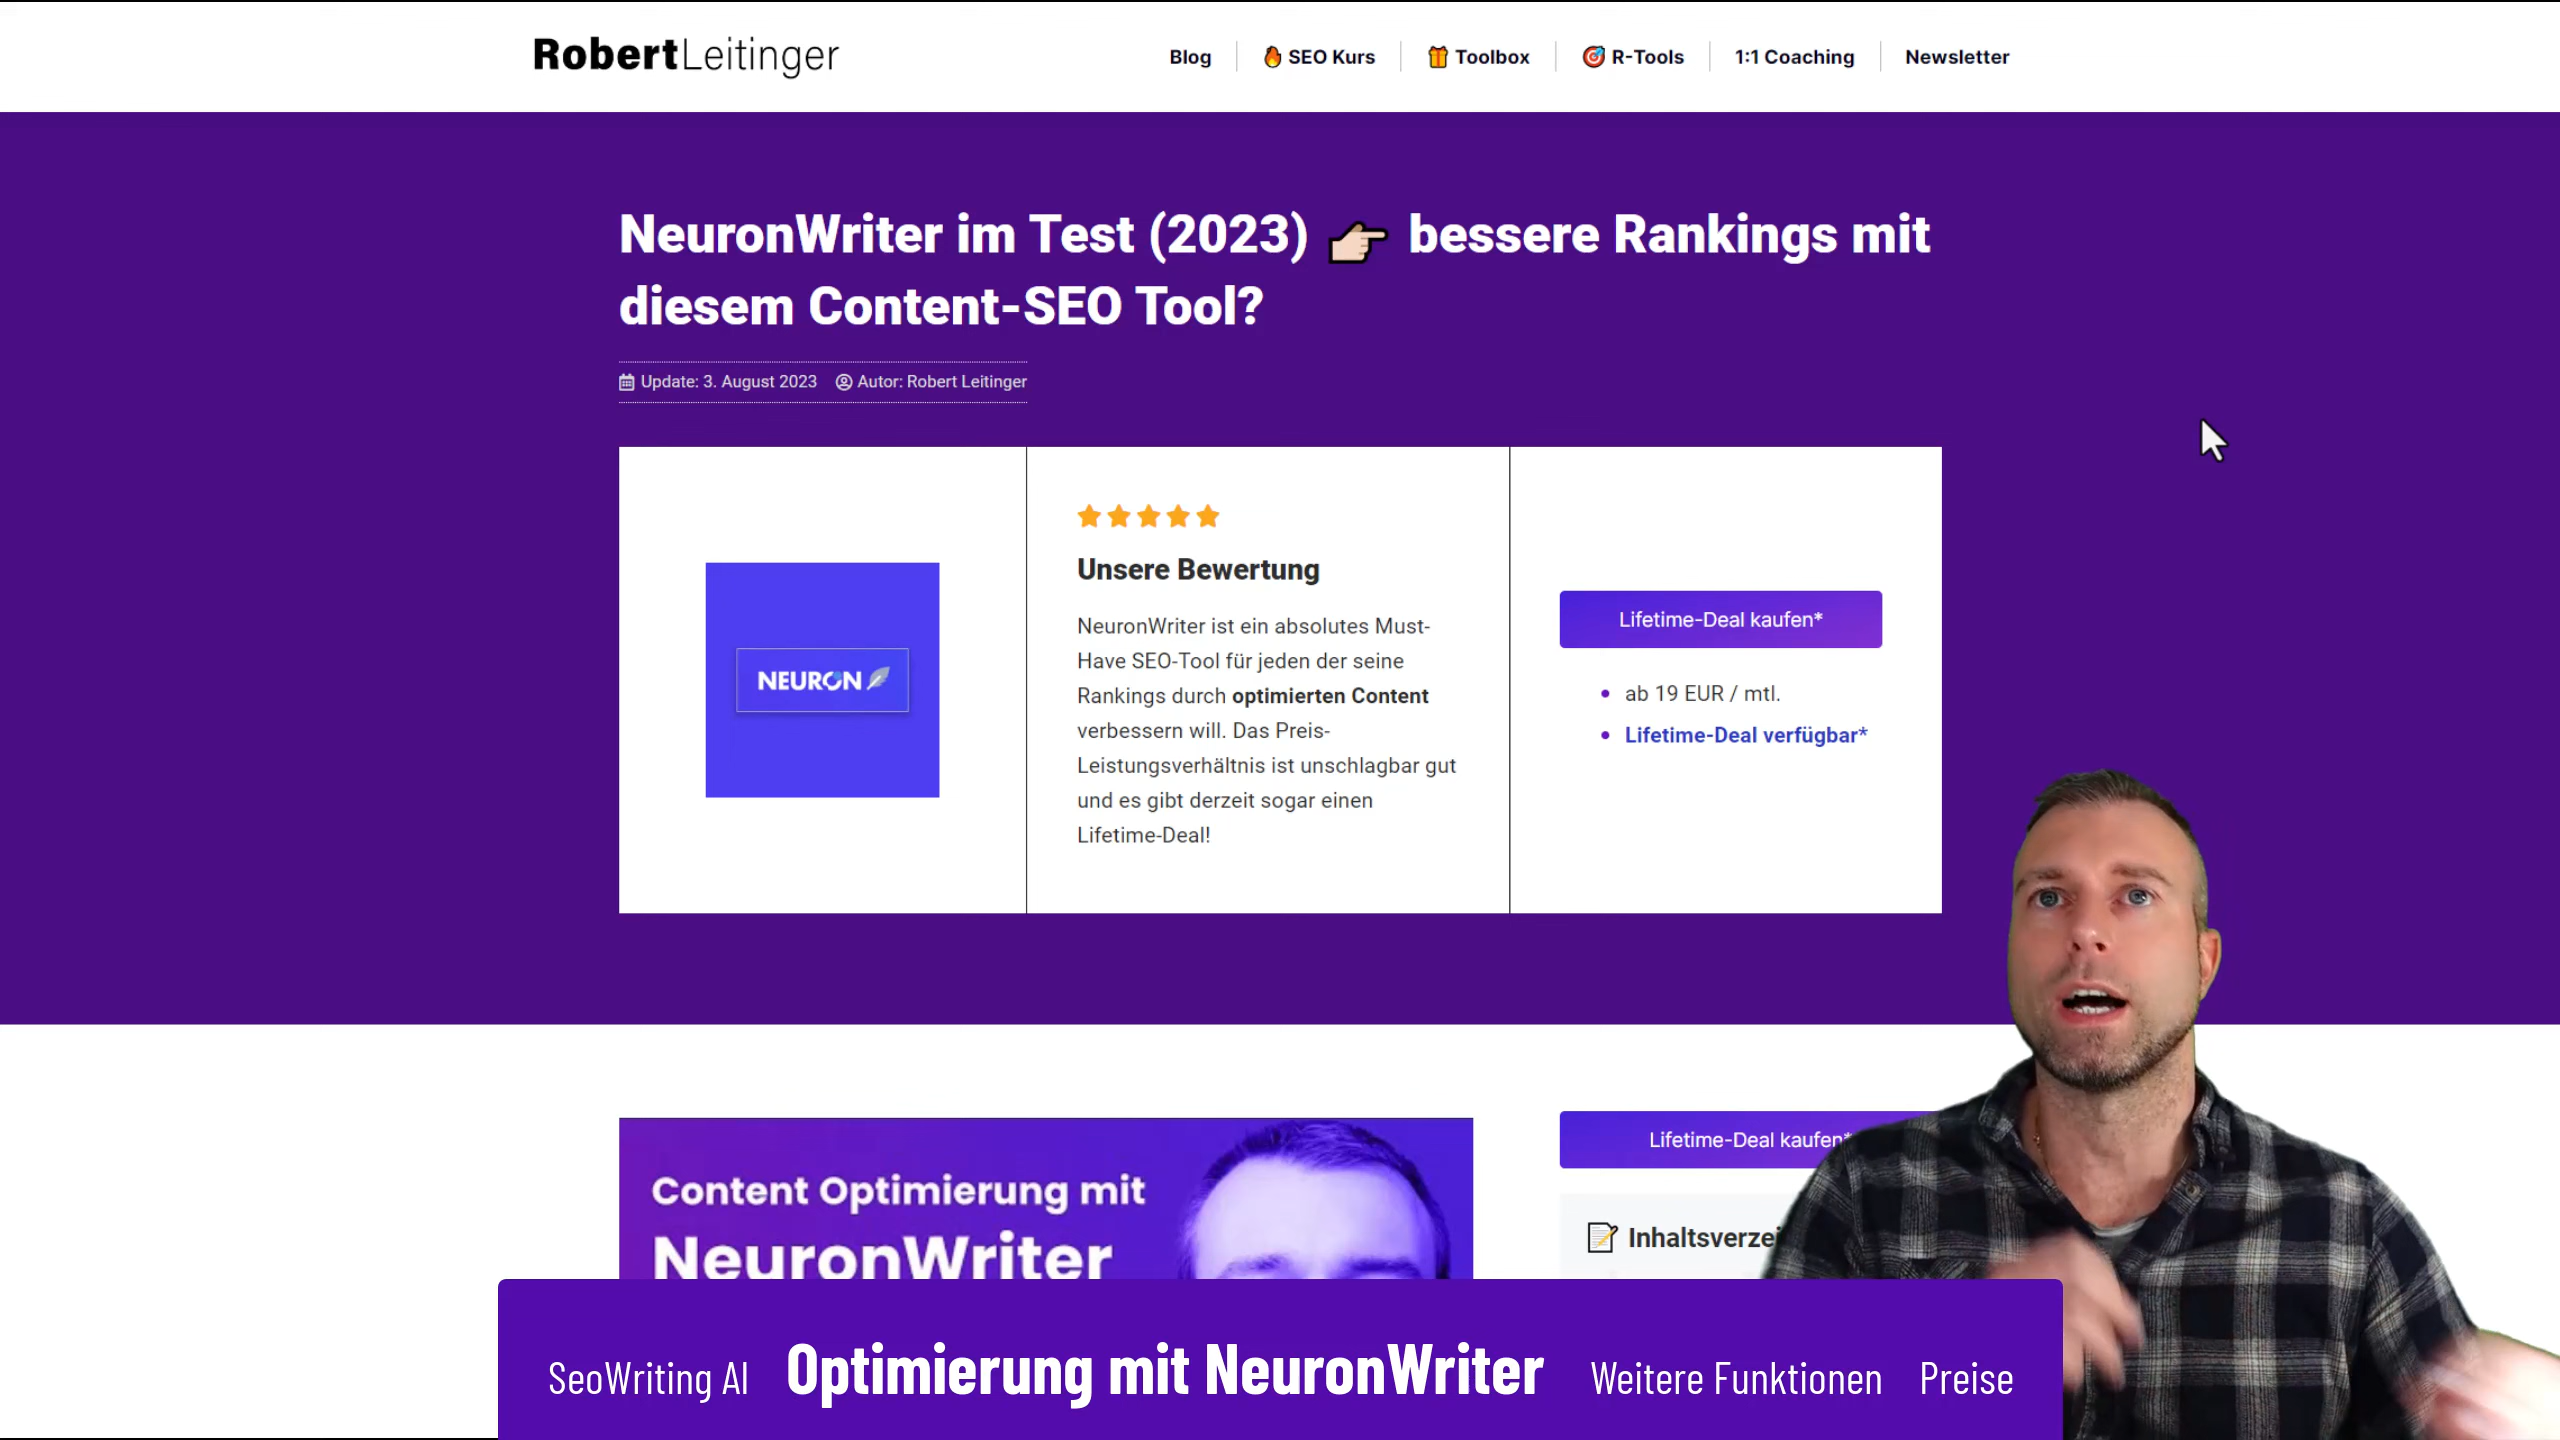 RobertLeitinger
Blog
SEO Kurs
Toolbox
R-Tools
1:1 Coaching
Newsletter
NeuronWriter im Test (2023) 👉🏻 bessere Rankings mit
diesem Content-SEO Tool?
Update: 3. August 2023
Autor: Robert Leitinger
NEURON
Unsere Bewertung
NeuronWriter ist ein absolutes Must-
Have SEO-Tool für jeden der seine
Rankings durch optimierten Content
verbessern will. Das Preis-
Leistungsverhältnis ist unschlagbar gut
und es gibt derzeit sogar einen
Lifetime-Deal!
Lifetime-Deal kaufen*
ab 19 EUR / mtl.
Lifetime-Deal verfügbar*
Content Optimierung mit
NeuronWriter
Lifetime-Deal kaufen*
Inhaltsverzei
SeoWriting AI
Optimierung mit NeuronWriter
Weitere Funktionen
Preise